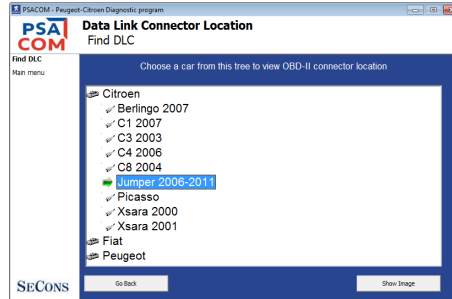 PSACOM - Peugeot-Citroen Diagnostic program
PSA
COM
Data Link Connector Location
Find DLC
Find DLC
Main menu
Choose a car from this tree to view OBD-II connector location
Citroen
Berlingo 2007
C1 2007
C3 2003
C4 2006
C8 2004
Jumper 2006-2011
Picasso
Xsara 2000
Xsara 2001
Fiat
Peugeot
SECONS
Go Back
Show Image